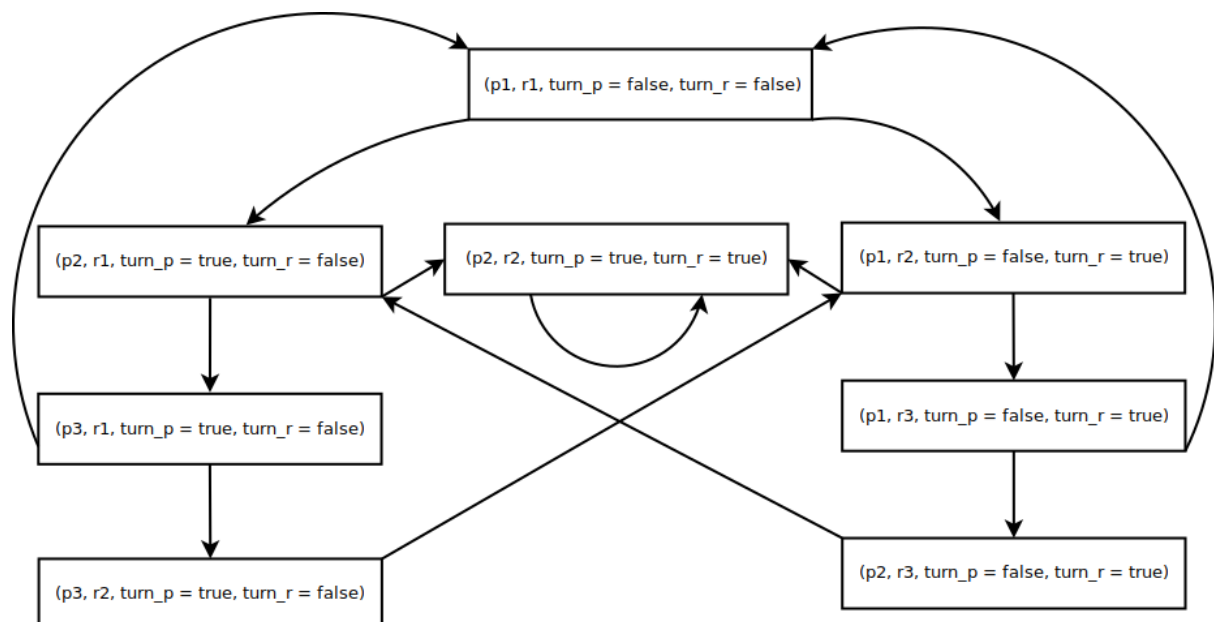 (p1, r1, turn_p = false, turn_r = false)
(p2, r1, turn_p = true, turn_r = false)
(p2, r2, turn_p = true, turn_r = true)
(p1, r2, turn_p = false, turn_r = true)
(p3, r1, turn_p = true, turn_r = false)
(p1, r3, turn_p = false, turn_r = true)
(p3, r2, turn_p = true, turn_r = false)
(p2, r3, turn_p = false, turn_r = true)